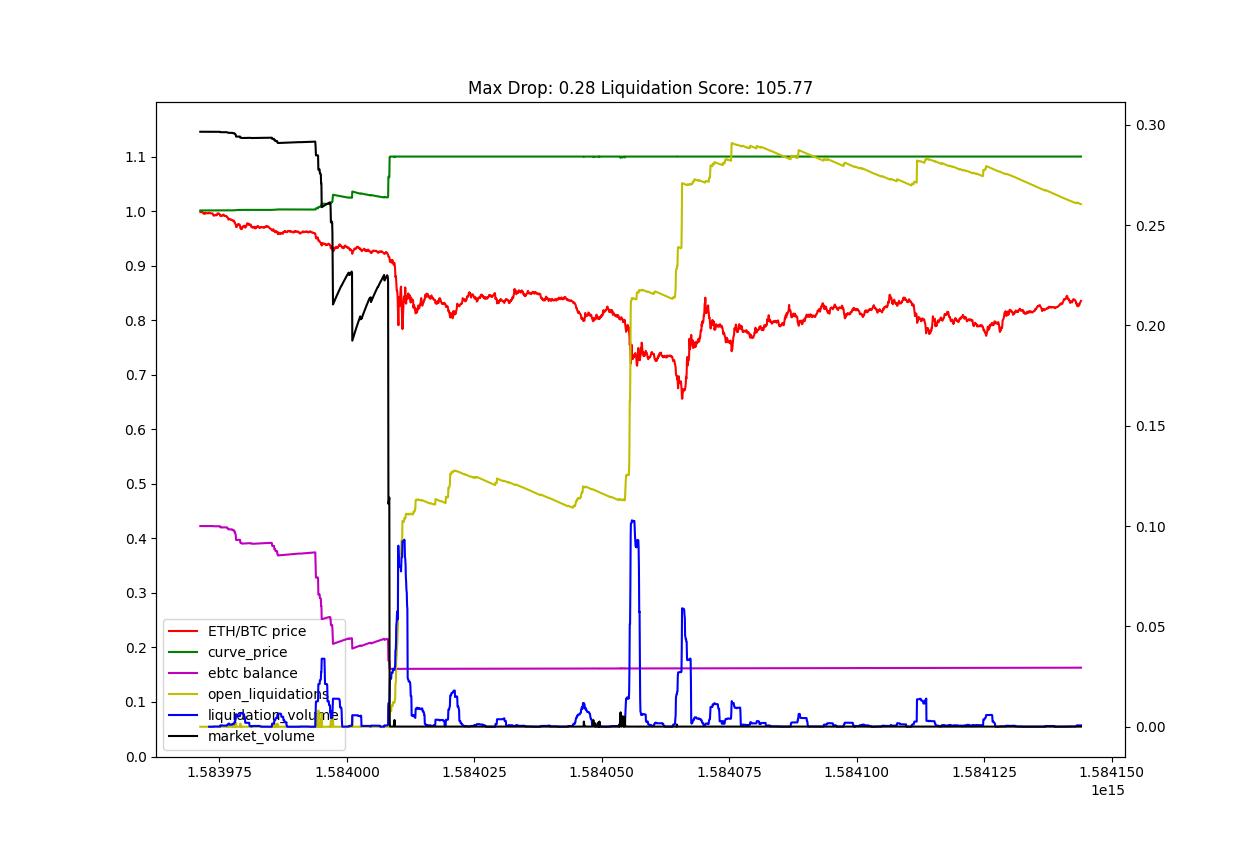 Max Drop: 0.28 Liquidation Score: 105.77
1.1
1.0
0.9
0.8
0.7
0.6
0.5
0.4
0.3
0.2
0.1
0.0
0.30
0.25
0.20
0.15
0.10
0.05
0.00
ETH/BTC price
curve_price
ebtc balance
open_liquidations
liquidation_volume
market_volume
1.583975 1.584000 1.584025 1.584050 1.584075 1.584100 1.584125 1.584150
1e15